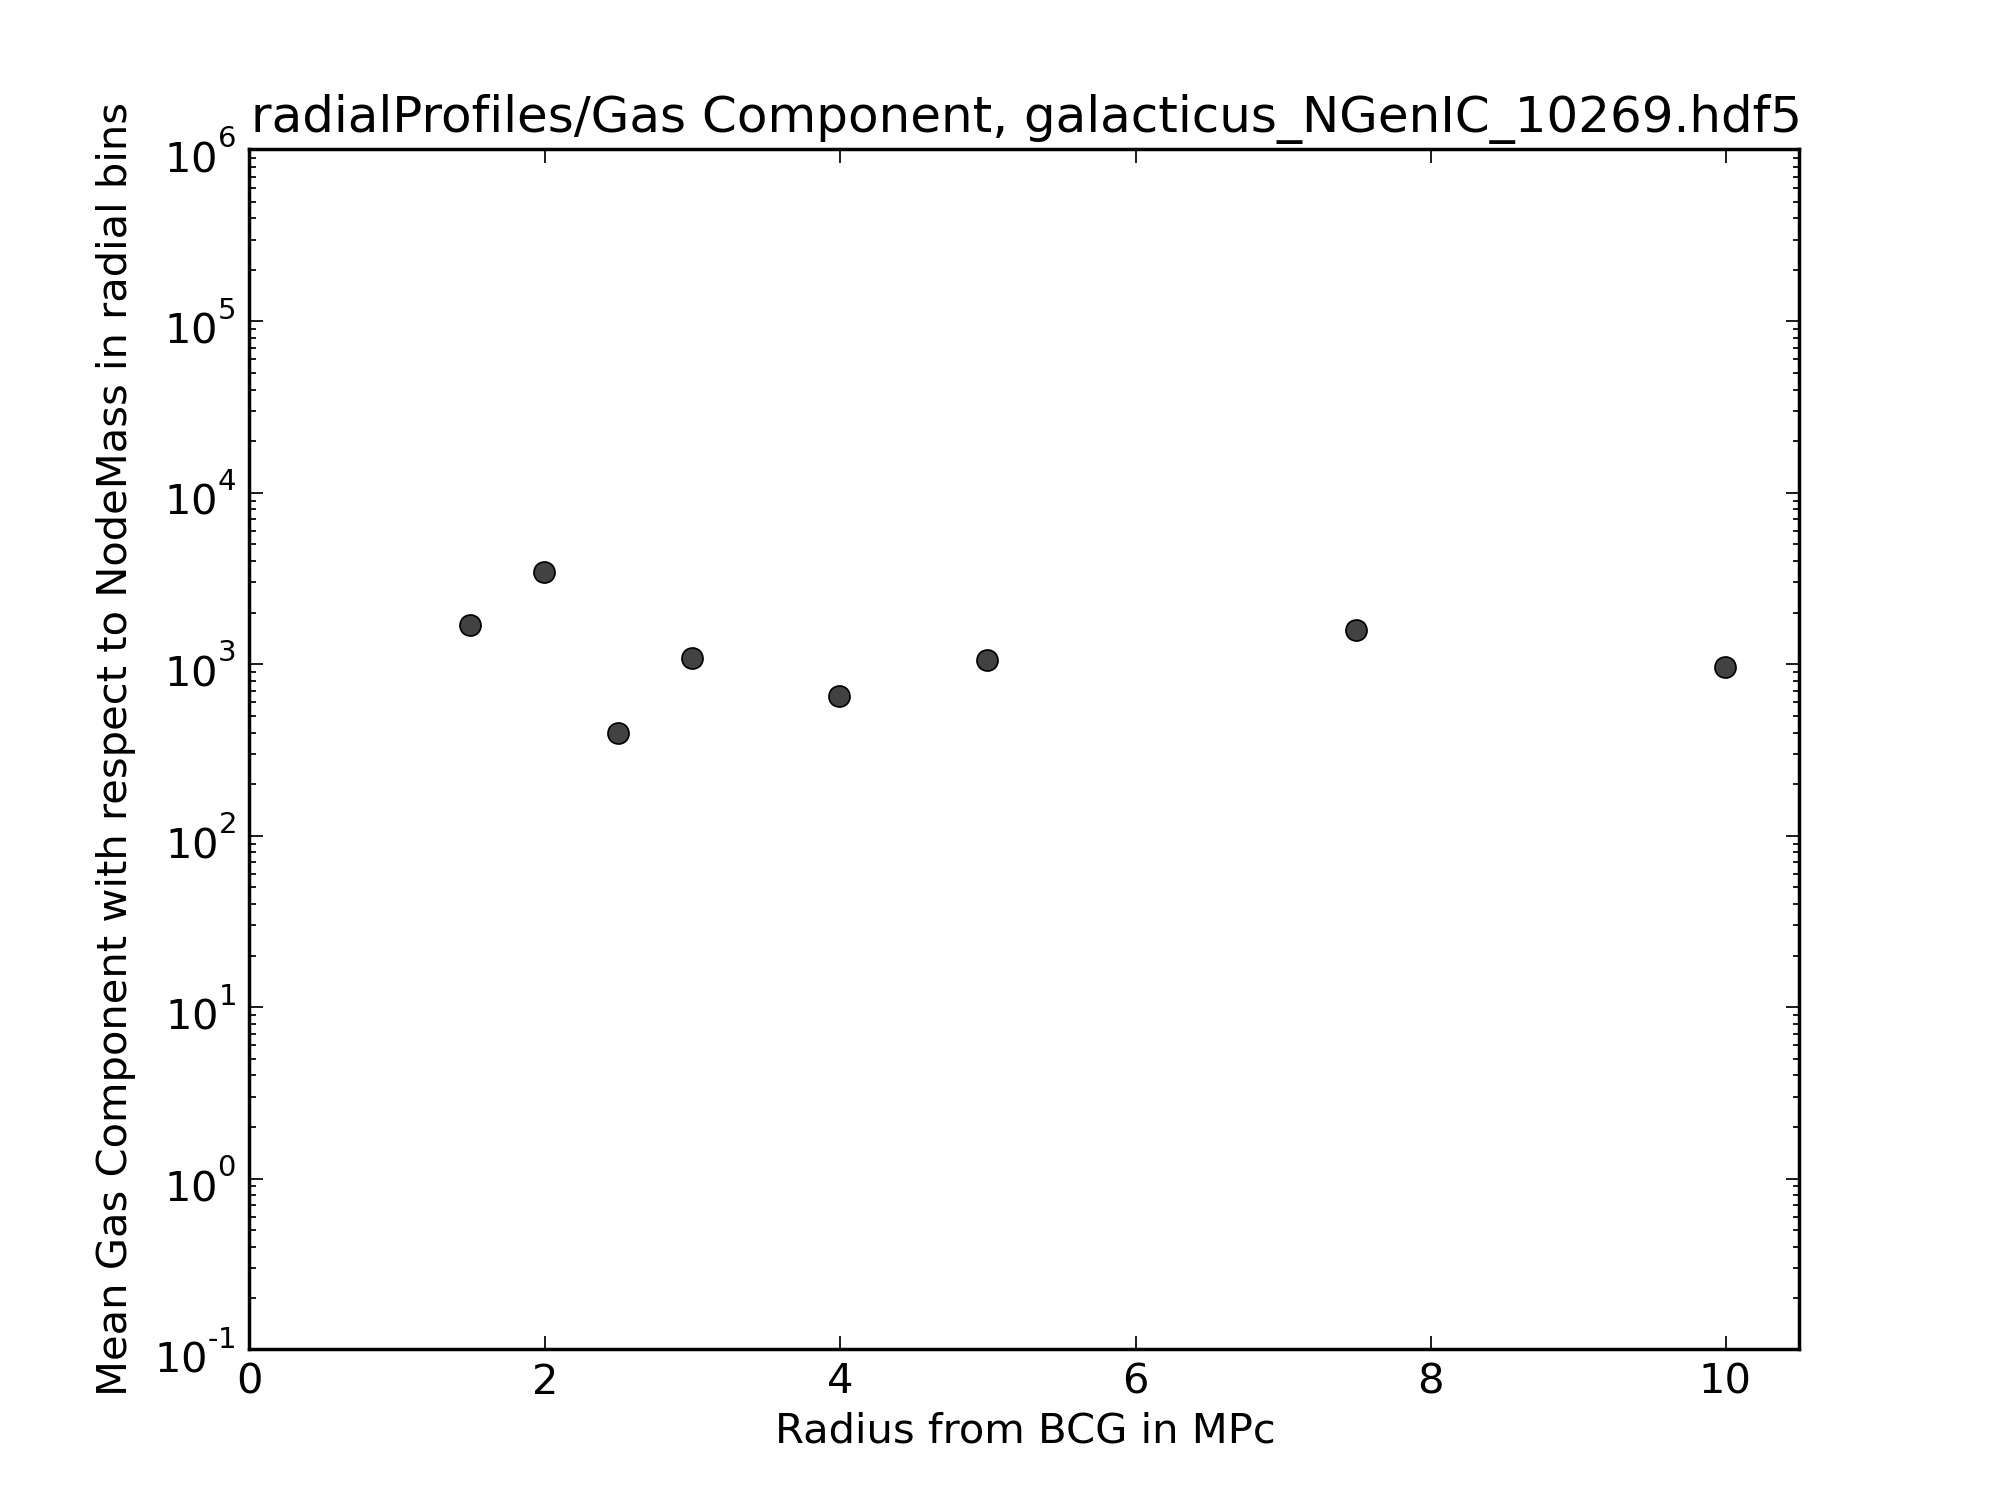 radialProfiles/Gas Component, galacticus_NGenIC_10269.hdf5
Mean Gas Component with respect to NodeMass in radial bins
10^6
10^5
10^4
10^3
10^2
10^1
10^0
10^-1
0 2 4 6 8 10
Radius from BCG in MPc